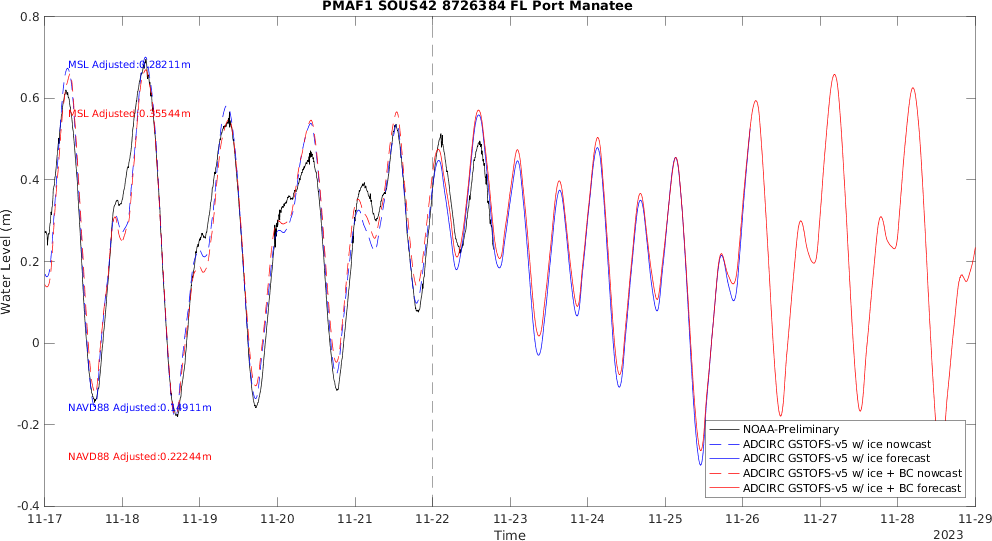 PMAF1 SOUS42 8726384 FL Port Manatee
0.8
0.6
0.4
0.2
0
-0.2
-0.4
Water Level (m)
MSL Adjusted:0.28211m
MSL Adjusted:0.35544m
NAVD88 Adjusted:0.14911m
NAVD88 Adjusted:0.22244m
NOAA-Preliminary
ADCIRC GSTOFS-v5 w/ ice nowcast
ADCIRC GSTOFS-v5 w/ ice forecast
ADCIRC GSTOFS-v5 w/ ice + BC nowcast
ADCIRC GSTOFS-v5 w/ ice + BC forecast
11-17 11-18 11-19 11-20 11-21 11-22 11-23 11-24 11-25 11-26 11-27 11-28 11-29
Time
2023